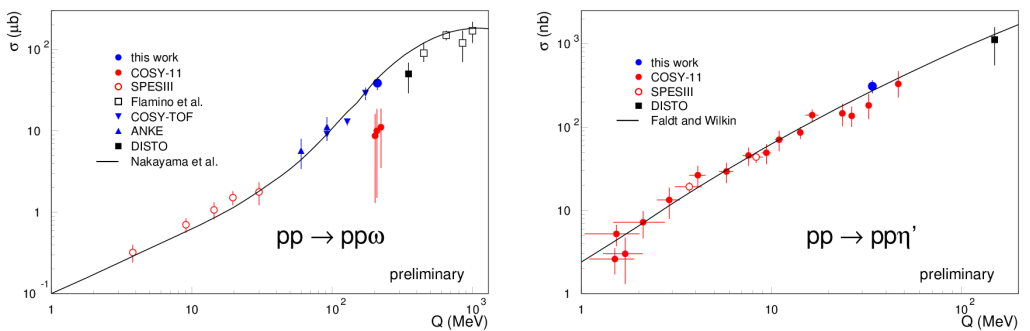 σ (μb)
10²
10
1
10⁻¹
this work
COSY-11
SPESIII
Flamino et al.
COSY-TOF
ANKE
DISTO
Nakayama et al.
pp → ppω
preliminary
1
10
10²
10³
Q (MeV)
σ (nb)
10³
10²
10
1
this work
COSY-11
SPESIII
DISTO
Faldt and Wilkin
pp → ppη’
preliminary
1
10
10²
Q (MeV)